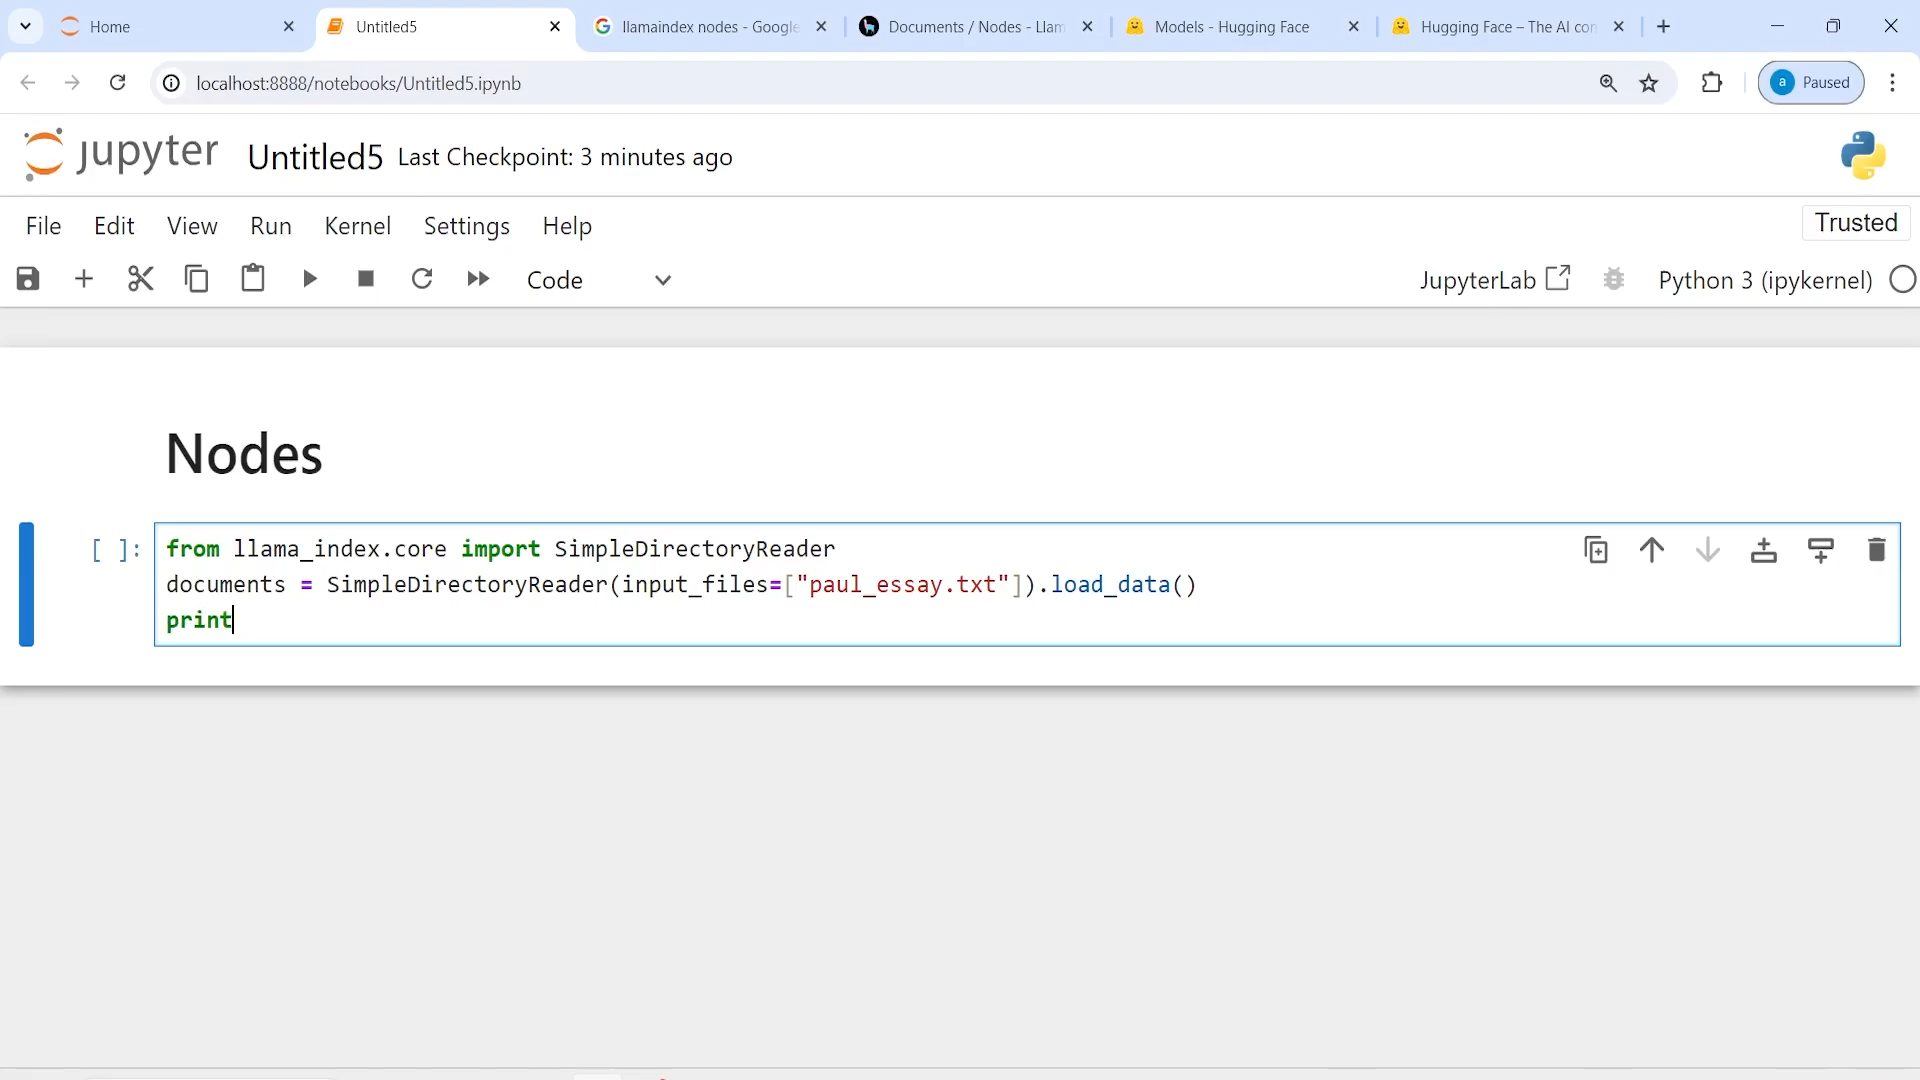 Home
Untitled5
llamaindex nodes - Google
Documents / Nodes - Llam
Models - Hugging Face
Hugging Face – The AI con
localhost:8888/notebooks/Untitled5.ipynb
a Paused
jupyter Untitled5 Last Checkpoint: 3 minutes ago
File Edit View Run Kernel Settings Help Trusted
Code JupyterLab Python 3 (ipykernel)
Nodes
[ ]: from llama_index.core import SimpleDirectoryReader
documents = SimpleDirectoryReader(input_files=["paul_essay.txt"]).load_data()
print